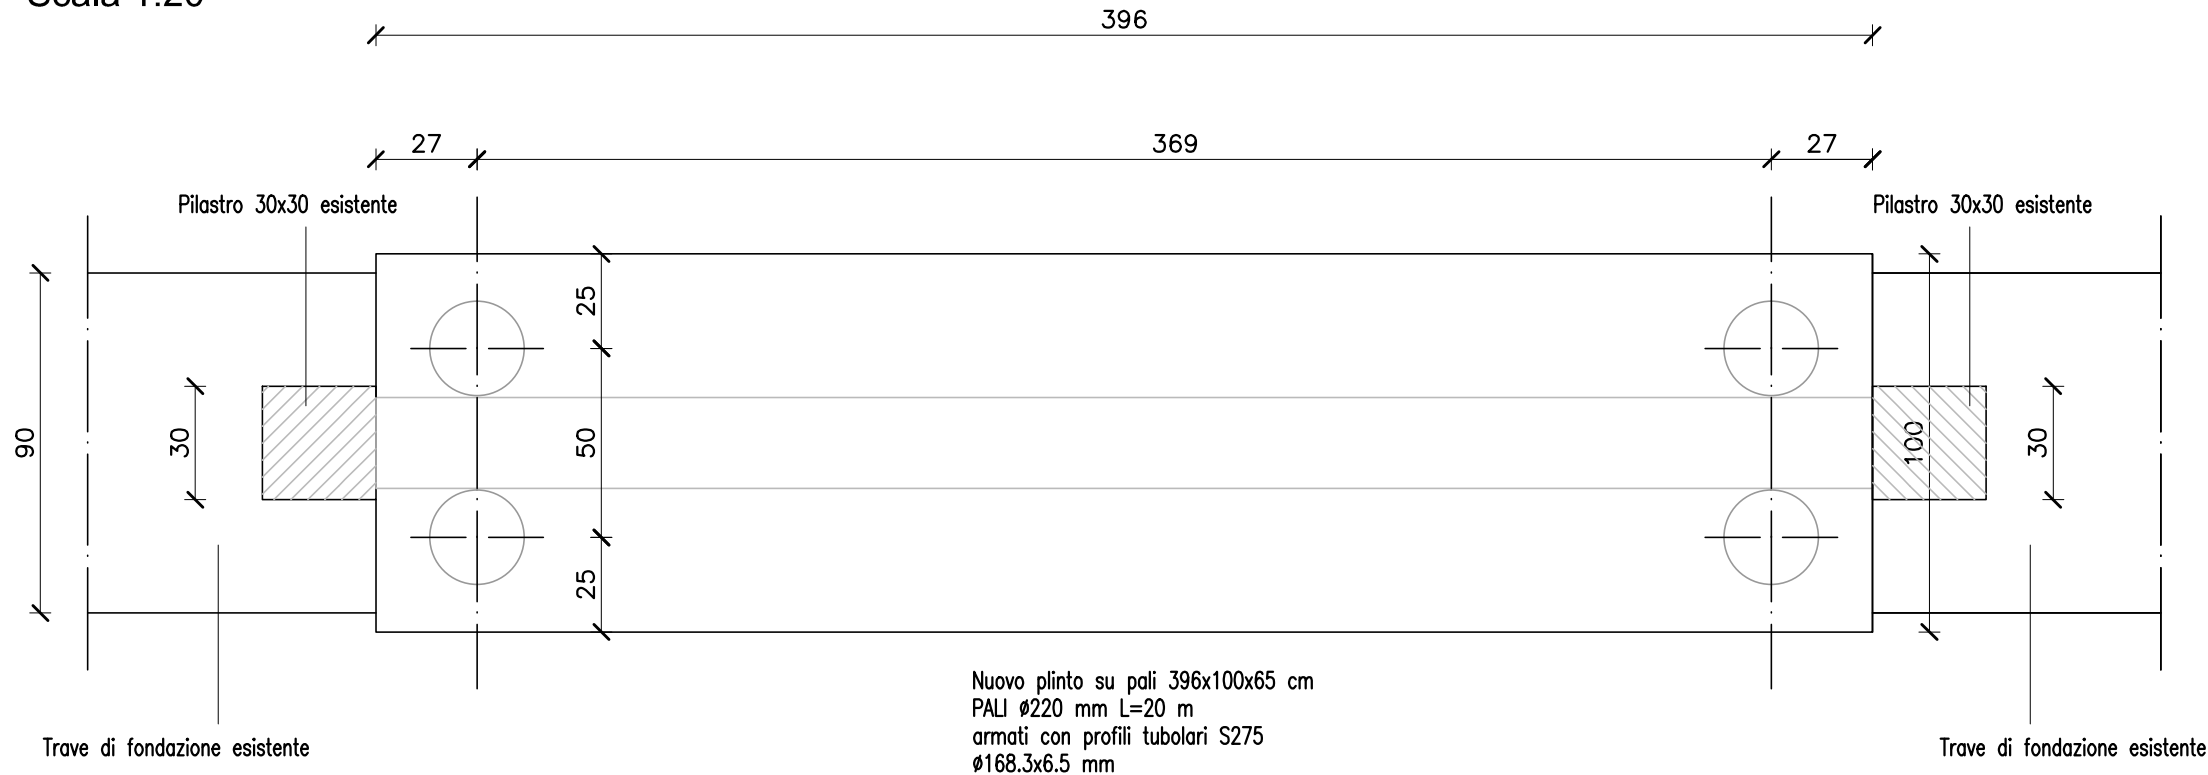 Scala 1:20
396
27
369
27
Pilastro 30x30 esistente
Pilastro 30x30 esistente
25
90
30
50
100
30
25
Nuovo plinto su pali 396x100x65 cm
PALI ø220 mm L=20 m
armati con profili tubolari S275
ø168.3x6.5 mm
Trave di fondazione esistente
Trave di fondazione esistente